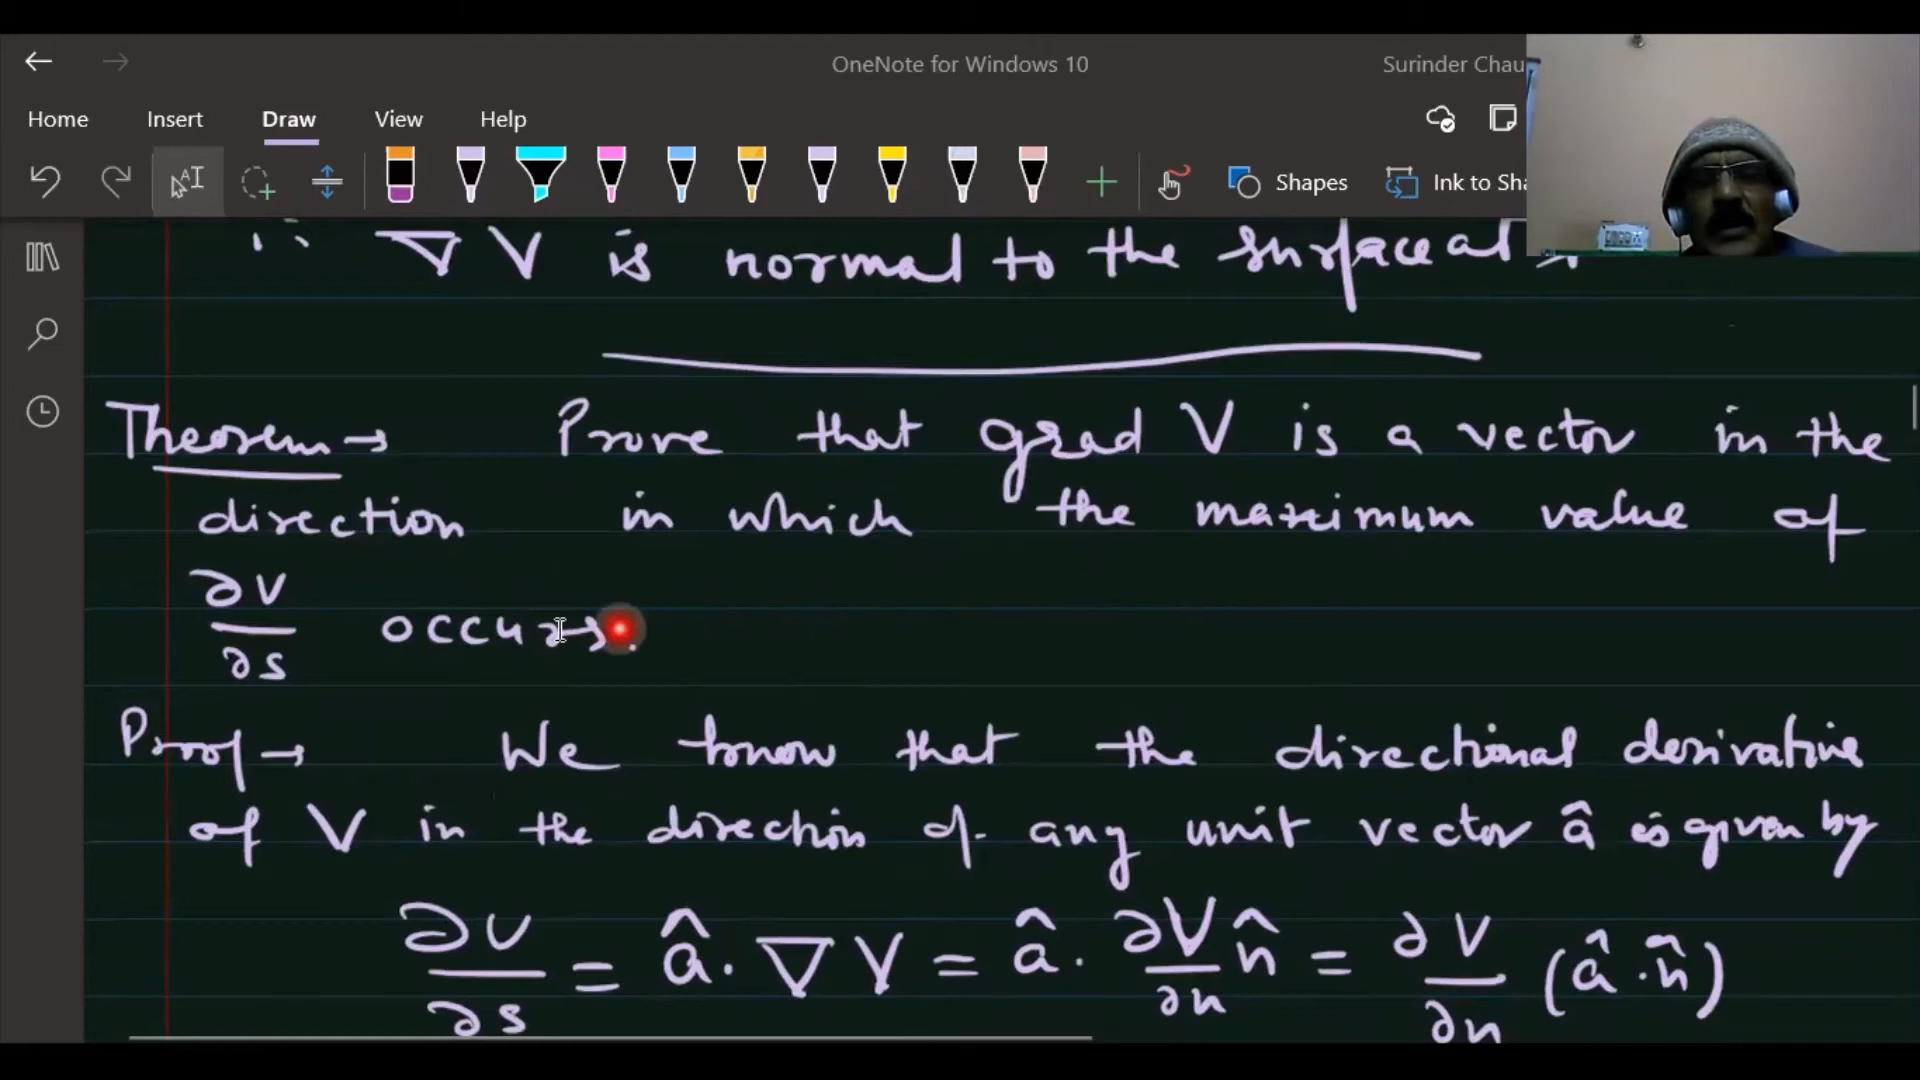 OneNote for Windows 10
Surinder Chau
Home Insert Draw View Help
Shapes Ink to Sha
∴ ∇V is normal to the surface at
Theorem → Prove that grad V is a vector in the
direction in which the maximum value of
∂V/∂s occurs.
Proof → We know that the directional derivative
of V in the direction of any unit vector â is given by
∂V/∂s = â · ∇V = â · ∂V/∂n n̂ = ∂V/∂n (â · n̂)